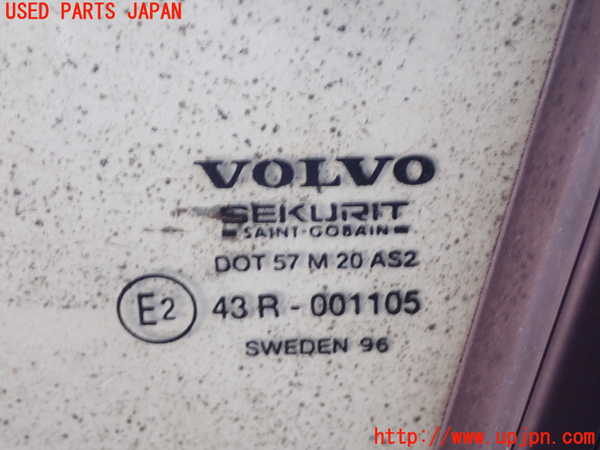 USED PARTS JAPAN
VOLVO
SEKURIT
SAINT-GOBAIN
DOT 57 M 20 AS2
E2 43 R - 001105
SWEDEN 96
http://www.upjpn.com/